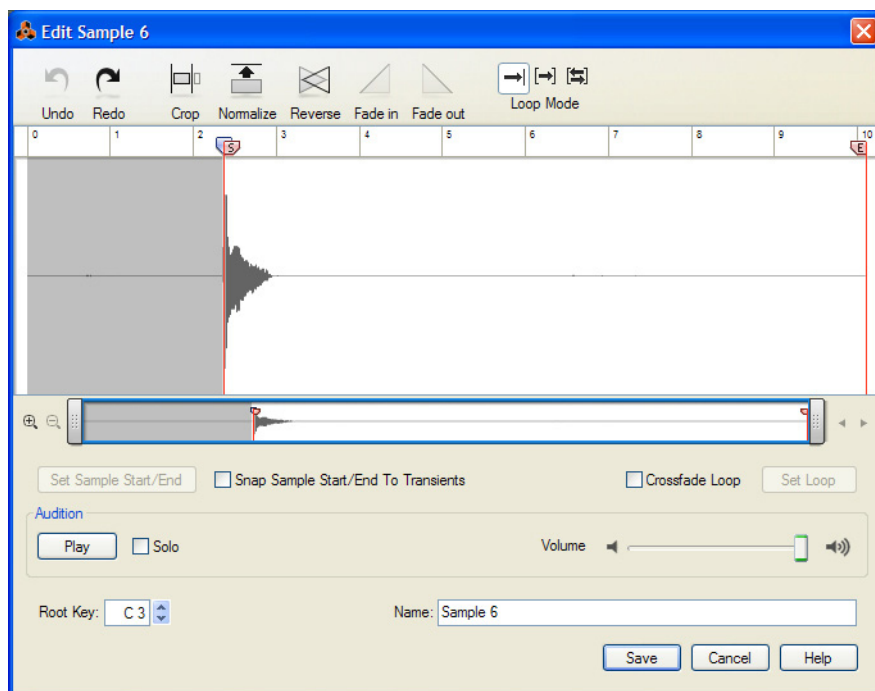 Edit Sample 6
Undo Redo Crop Normalize Reverse Fade in Fade out Loop Mode
0 1 2 3 4 5 6 7 8 9 10
S E
Set Sample Start/End Snap Sample Start/End To Transients Crossfade Loop Set Loop
Audition
Play Solo Volume
Root Key: C 3 Name: Sample 6
Save Cancel Help